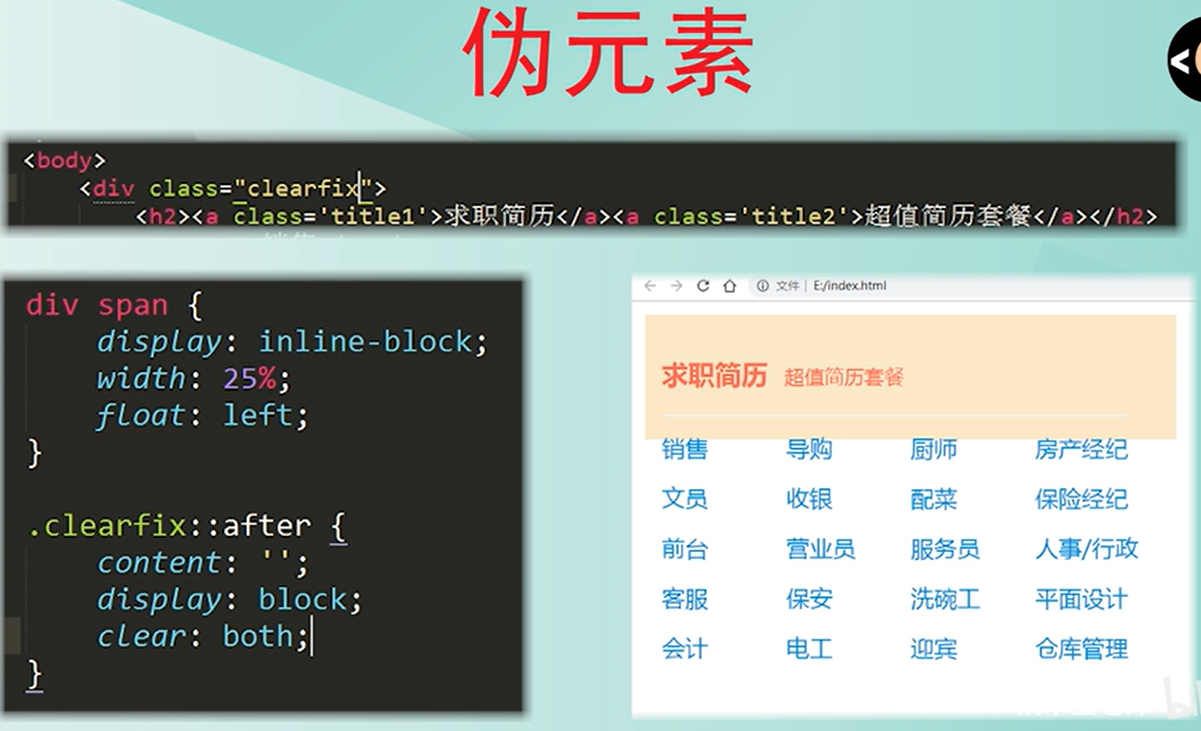 伪元素
<body>
<div class="clearfix">
<h2><a class='title1'>求职简历</a><a class='title2'>超值简历套餐</a></h2>
div span {
display: inline-block;
width: 25%;
float: left;
}
.clearfix::after {
content: '';
display: block;
clear: both;
}
文件 E:/index.html
求职简历 超值简历套餐
销售 导购 厨师 房产经纪
文员 收银 配菜 保险经纪
前台 营业员 服务员 人事/行政
客服 保安 洗碗工 平面设计
会计 电工 迎宾 仓库管理